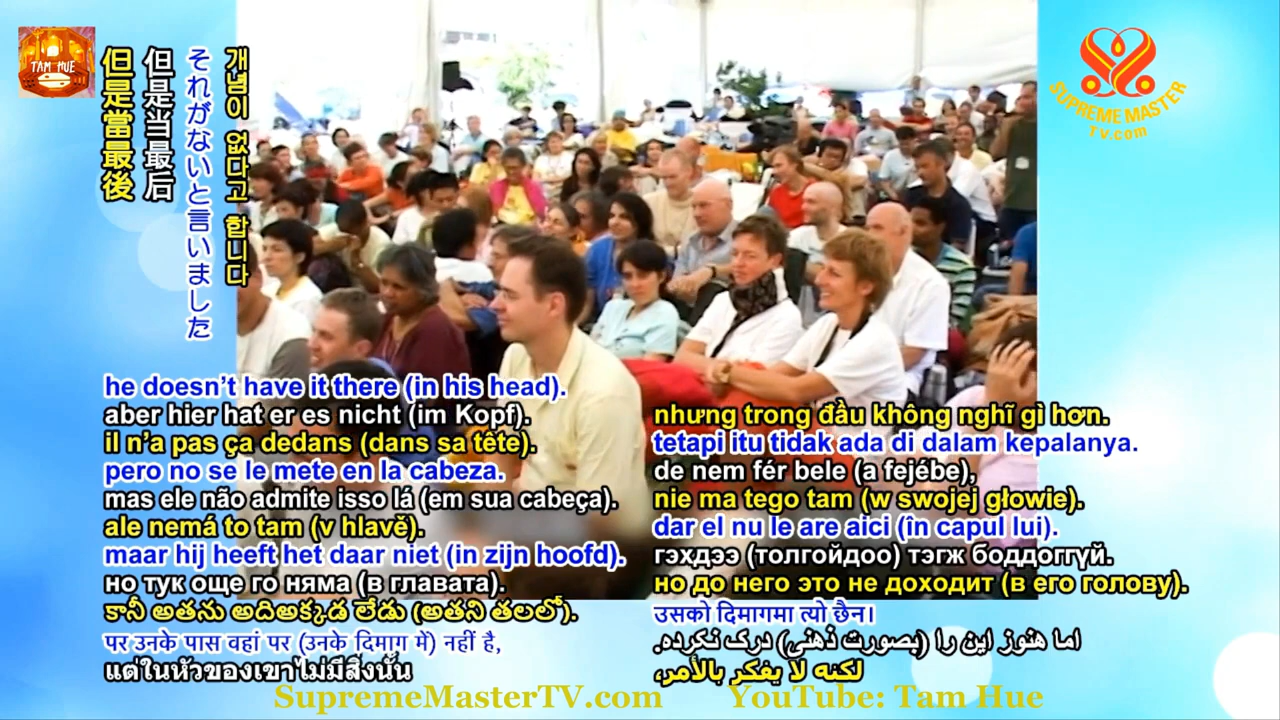 TAM HUE
但是當最後
但是当最后
それがないと言いました
개념이 없다고 합니다
SUPREME MASTER
TV.com
he doesn't have it there (in his head).
aber hier hat er es nicht (im Kopf).
il n'a pas ça dedans (dans sa tête).
pero no se le mete en la cabeza.
mas ele não admite isso lá (em sua cabeça).
ale nemá to tam (v hlavě).
maar hij heeft het daar niet (in zijn hoofd).
но тук още го няма (в главата).
కానీ అతను అదిఅక్కడ లేడు (అతని తలలో).
पर उनके पास वहां पर (उनके दिमाग में) नहीं है,
แต่ในหัวของเขาไม่มีสิ่งนั้น
nhưng trong đầu không nghĩ gì hơn.
tetapi itu tidak ada di dalam kepalanya.
de nem fér bele (a fejébe),
nie ma tego tam (w swojej głowie).
dar el nu le are aici (în capul lui).
гэхдээ (толгойдоо) тэгж боддоггүй.
но до него это не доходит (в его голову).
उसको दिमागमा त्यो छैन।
اما هنوز این را (بصورت ذهنی) درک نکرده.
لكنه لا يفكر بالأمر،
SupremeMasterTV.com
YouTube: Tam Hue